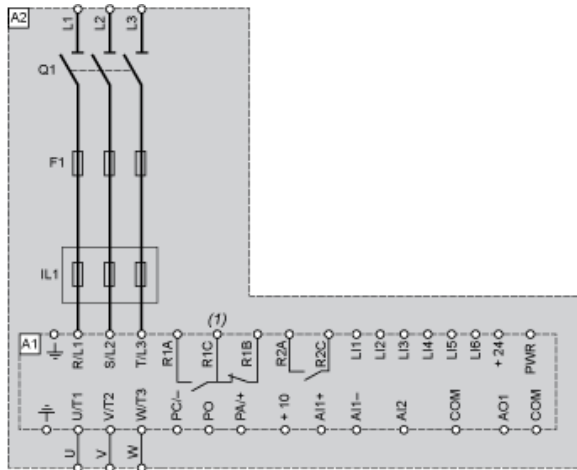 A2
L1 L2 L3
Q1
F1
IL1
(1)
A1
R/L1 S/L2 T/L3 R1A R1C R1B R2A R2C LI1 LI2 LI3 LI4 LI5 LI6 +24 PWR
U/T1 V/T2 W/T3 PC/– PO PA/+ +10 AI1+ AI1– AI2 COM AO1 COM
U V W